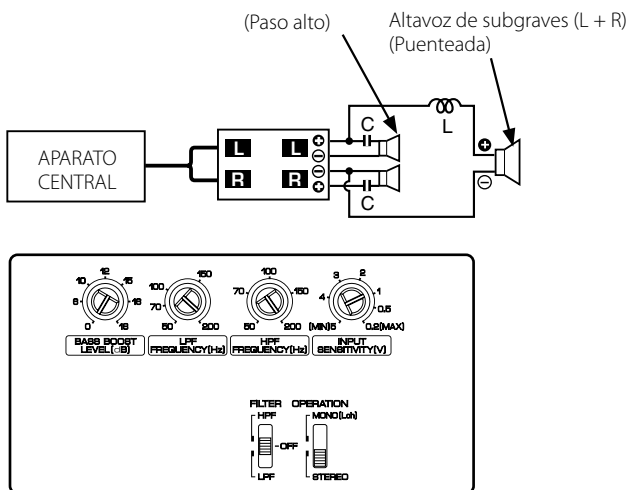 (Paso alto)
Altavoz de subgraves (L + R)
(Puenteada)
APARATO
CENTRAL
L L ⊕
⊖
⊖
R R ⊕
C
C
L
⊕
⊖
0 6 10 12 15 18 18
50 70 100 150 200
50 70 100 150 200
(MIN)5 4 3 2 1 0.5 0.2(MAX)
BASS BOOST
LEVEL(dB)
LPF
FREQUENCY(Hz)
HPF
FREQUENCY(Hz)
INPUT
SENSITIVITY(V)
FILTER OPERATION
HPF MONO(Lch)
OFF
LPF STEREO